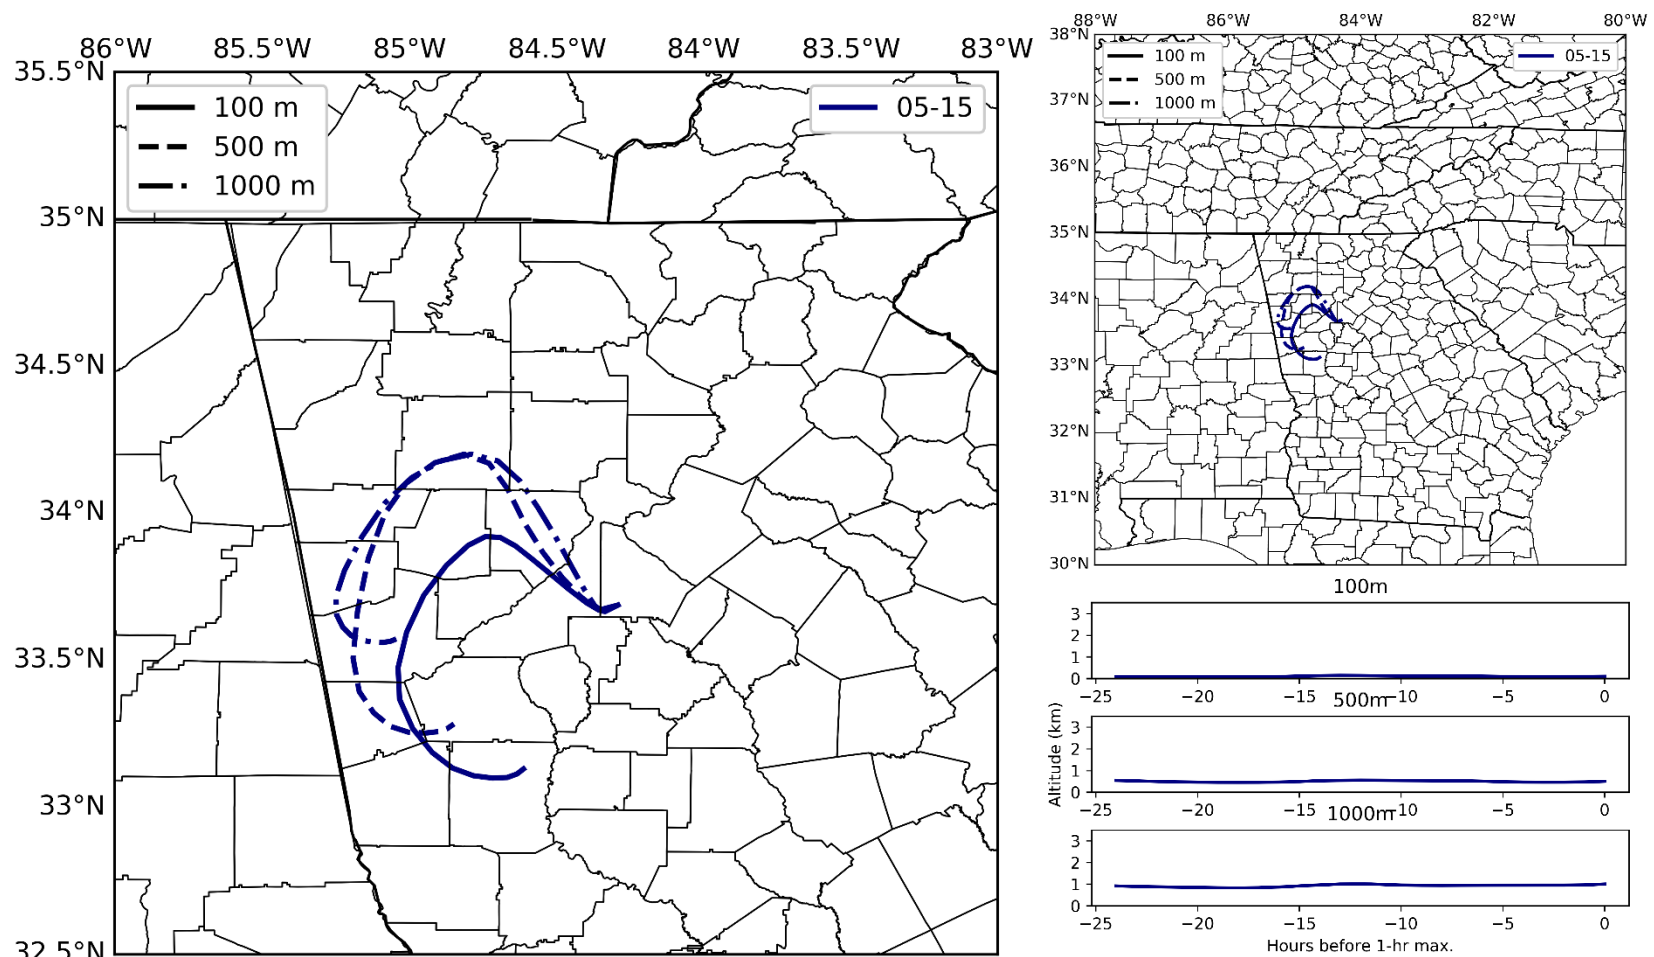 86°W 85.5°W 85°W 84.5°W 84°W 83.5°W 83°W
35.5°N
35°N
34.5°N
34°N
33.5°N
33°N
32.5°N
100 m
500 m
1000 m
05-15
88°W 86°W 84°W 82°W 80°W
38°N
37°N
36°N
35°N
34°N
33°N
32°N
31°N
30°N
100 m
500 m
1000 m
05-15
100m
3
2
1
0
−25 −20 −15 −10 −5 0
500m
3
2
1
0
−25 −20 −15 −10 −5 0
1000m
3
2
1
0
−25 −20 −15 −10 −5 0
Altitude (km)
Hours before 1-hr max.